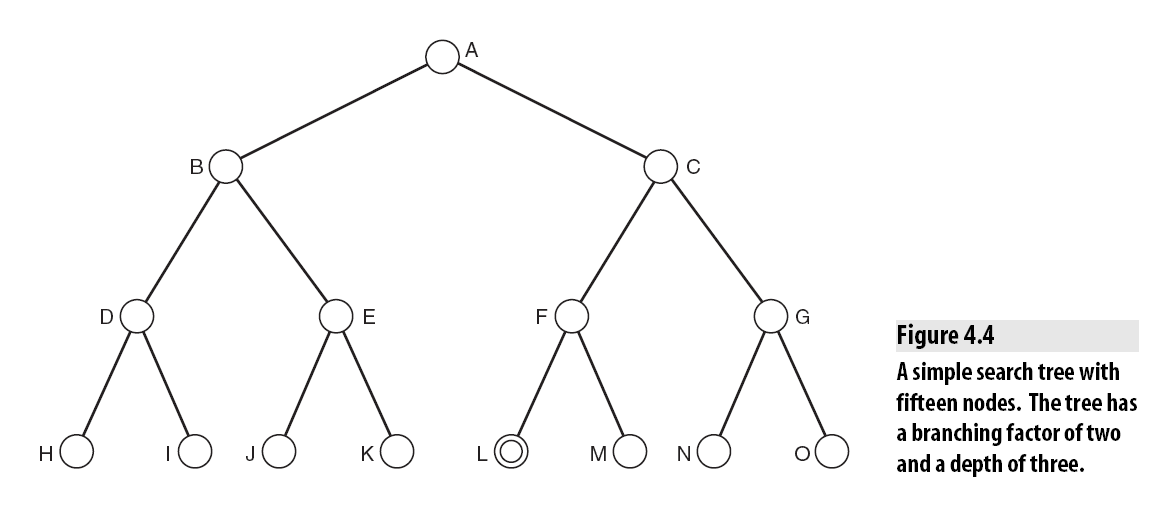 A
B
C
D
E
F
G
H
I
J
K
L
M
N
O
Figure 4.4
A simple search tree with
fifteen nodes. The tree has
a branching factor of two
and a depth of three.